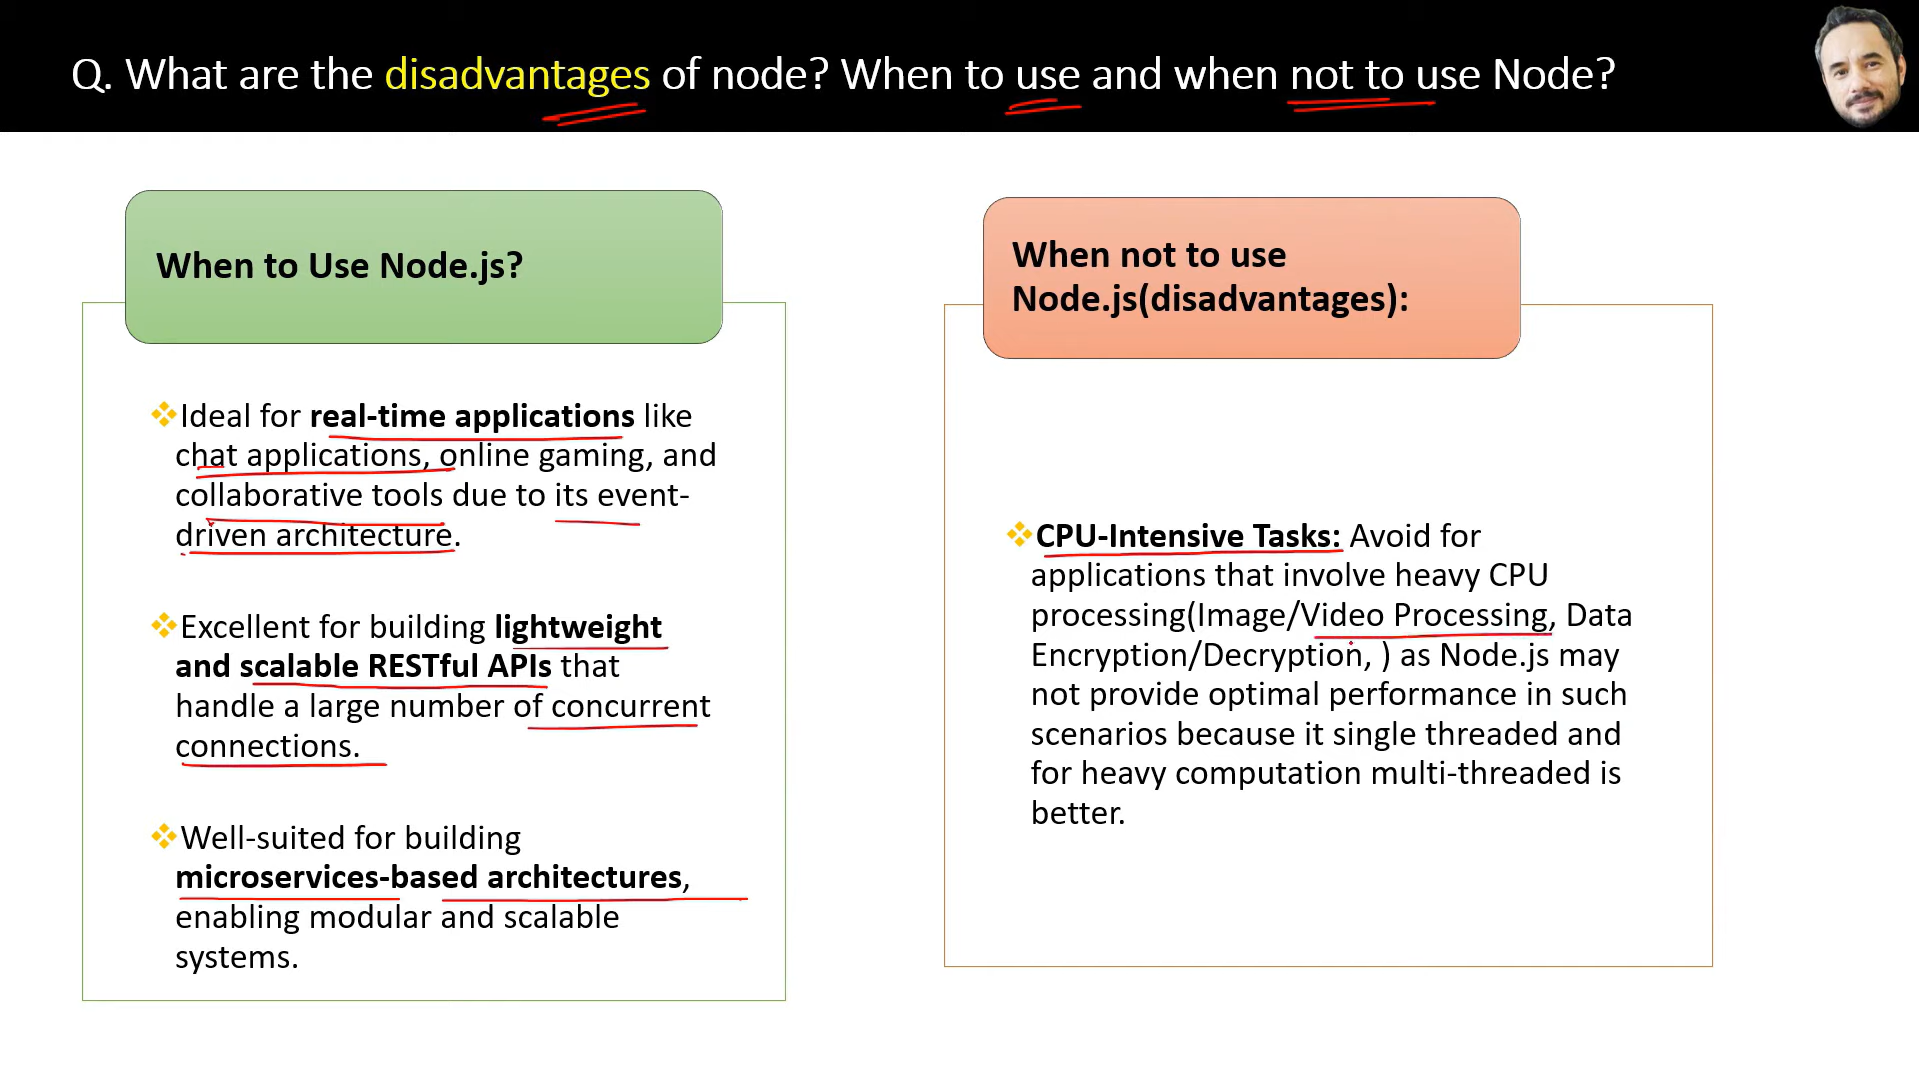 Q. What are the disadvantages of node? When to use and when not to use Node?
When to Use Node.js?
Ideal for real-time applications like
chat applications, online gaming, and
collaborative tools due to its event-
driven architecture.
Excellent for building lightweight
and scalable RESTful APIs that
handle a large number of concurrent
connections.
Well-suited for building
microservices-based architectures,
enabling modular and scalable
systems.
When not to use
Node.js(disadvantages):
CPU-Intensive Tasks: Avoid for
applications that involve heavy CPU
processing(Image/Video Processing, Data
Encryption/Decryption, ) as Node.js may
not provide optimal performance in such
scenarios because it single threaded and
for heavy computation multi-threaded is
better.